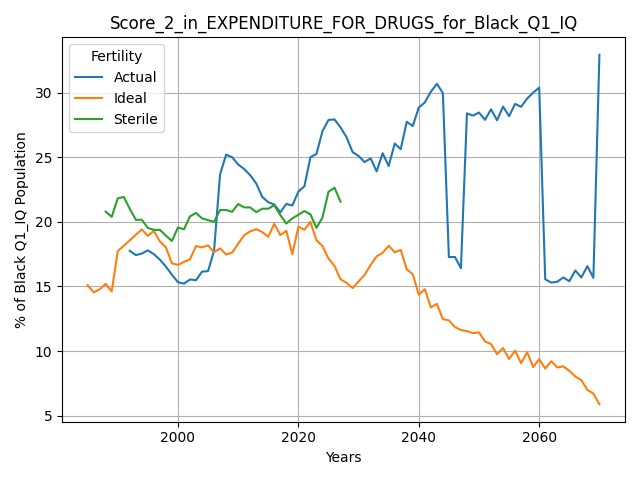 Score_2_in_EXPENDITURE_FOR_DRUGS_for_Black_Q1_IQ
Fertility
Actual
Ideal
Sterile
% of Black Q1_IQ Population
30
25
20
15
10
5
2000 2020 2040 2060
Years